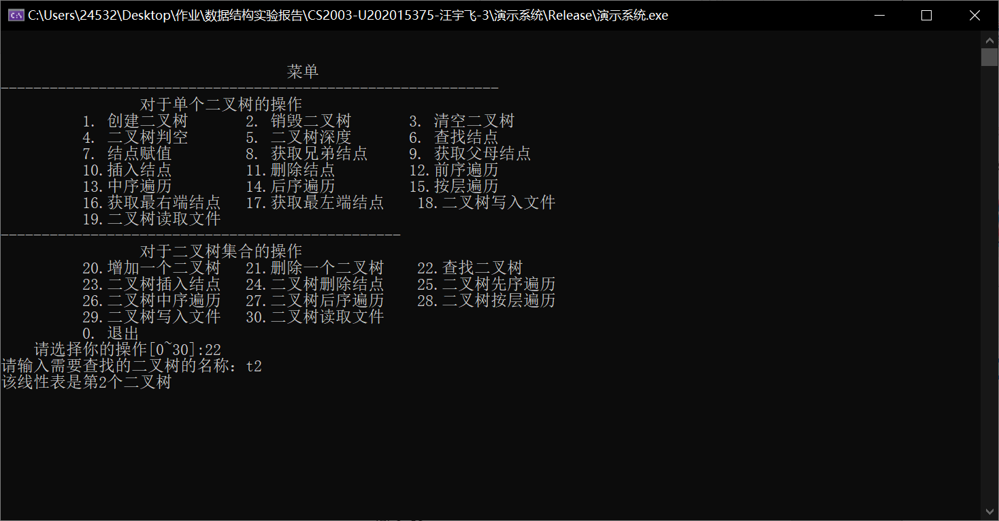 C:\Users\24532\Desktop\作业\数据结构实验报告\CS2003-U202015375-汪宇飞-3\演示系统\Release\演示系统.exe
菜单
-------------------------------------------------------------
对于单个二叉树的操作
1. 创建二叉树 2. 销毁二叉树 3. 清空二叉树
4. 二叉树判空 5. 二叉树深度 6. 查找结点
7. 结点赋值 8. 获取兄弟结点 9. 获取父母结点
10.插入结点 11.删除结点 12.前序遍历
13.中序遍历 14.后序遍历 15.按层遍历
16.获取最右端结点 17.获取最左端结点 18.二叉树写入文件
19.二叉树读取文件
-------------------------------------------------
对于二叉树集合的操作
20.增加一个二叉树 21.删除一个二叉树 22.查找二叉树
23.二叉树插入结点 24.二叉树删除结点 25.二叉树先序遍历
26.二叉树中序遍历 27.二叉树后序遍历 28.二叉树按层遍历
29.二叉树写入文件 30.二叉树读取文件
0. 退出
请选择你的操作[0~30]:22
请输入需要查找的二叉树的名称：t2
该线性表是第2个二叉树